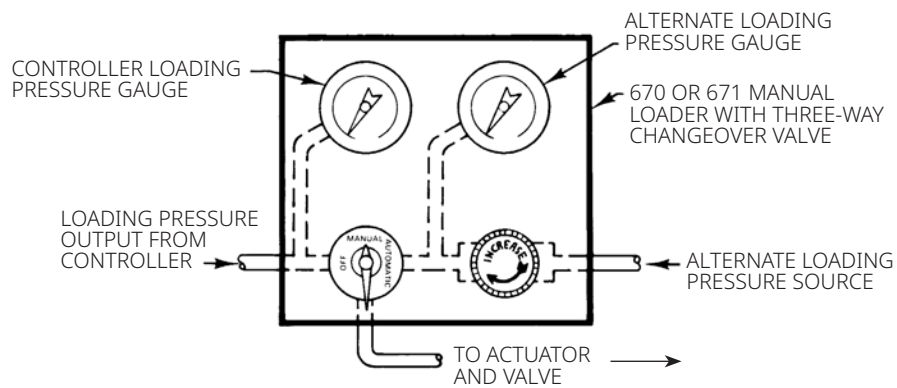 ALTERNATE LOADING
PRESSURE GAUGE
CONTROLLER LOADING
PRESSURE GAUGE
670 OR 671 MANUAL
LOADER WITH THREE-WAY
CHANGEOVER VALVE
LOADING PRESSURE
OUTPUT FROM
CONTROLLER
OFF
MANUAL
AUTOMATIC
INCREASE
ALTERNATE LOADING
PRESSURE SOURCE
TO ACTUATOR
AND VALVE